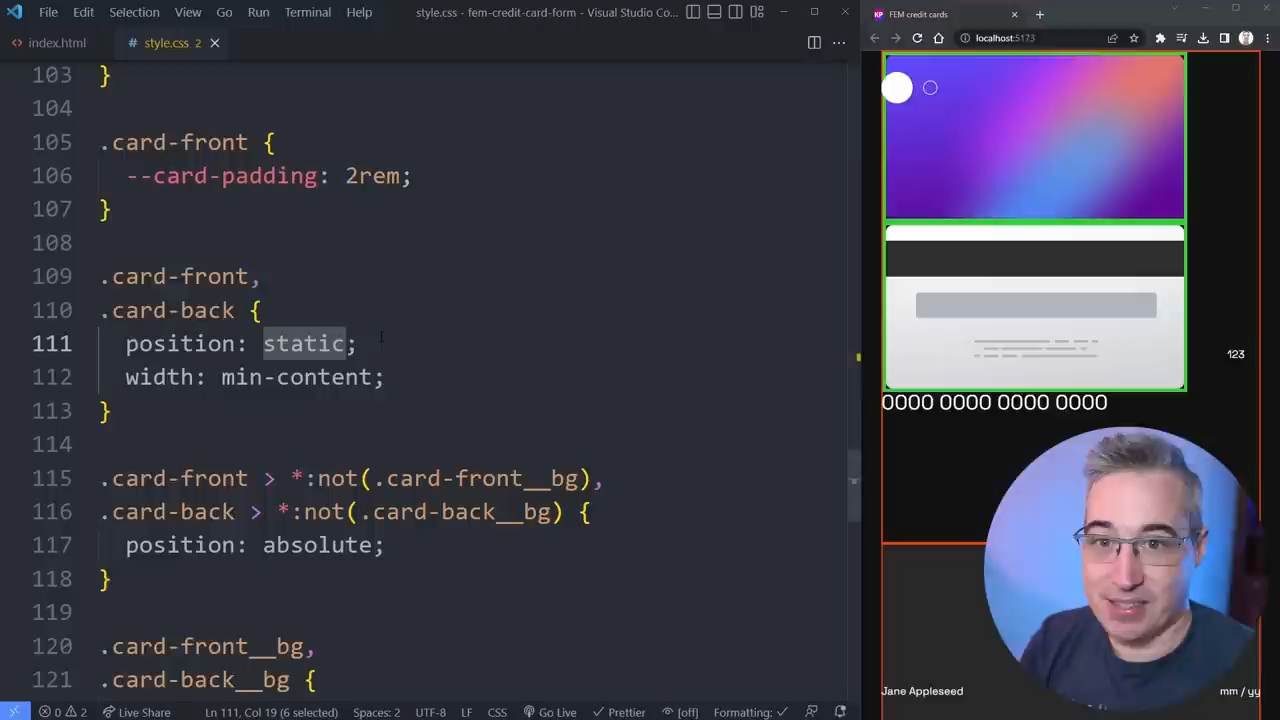 File Edit Selection View Go Run Terminal Help style.css - fem-credit-card-form - Visual Studio Co...
index.html
# style.css 2
103 }
104
105 .card-front {
106 --card-padding: 2rem;
107 }
108
109 .card-front,
110 .card-back {
111 position: static;
112 width: min-content;
113 }
114
115 .card-front > *:not(.card-front__bg),
116 .card-back > *:not(.card-back__bg) {
117 position: absolute;
118 }
119
120 .card-front__bg,
121 .card-back__bg {
0 2 Live Share Ln 111, Col 19 (6 selected) Spaces: 2 UTF-8 LF CSS Go Live Prettier [off] Formatting:
KP FEM credit cards
localhost:5173
123
0000 0000 0000 0000
Jane Appleseed
mm / yy